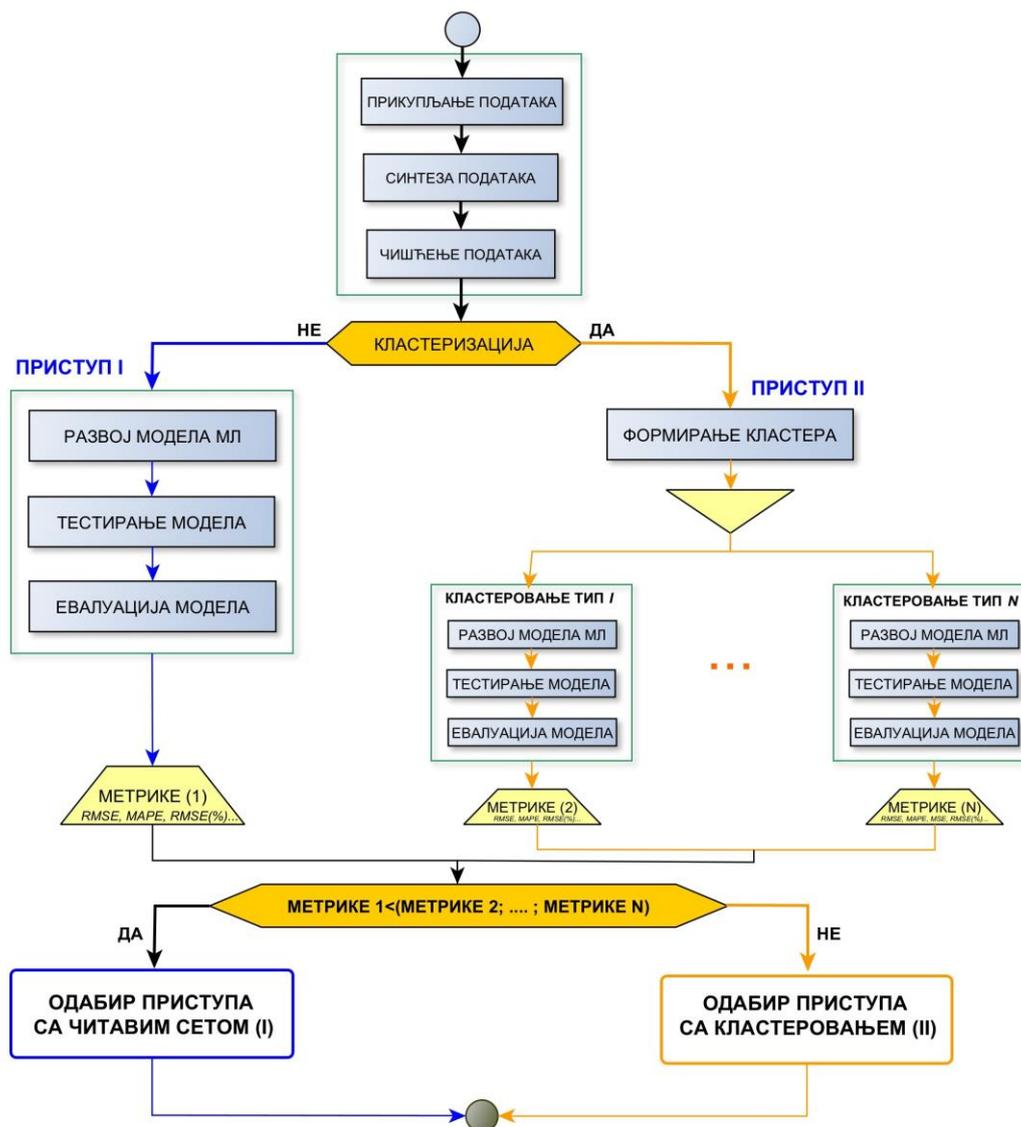 ПРИКУПЉАЊЕ ПОДАТАКА
СИНТЕЗА ПОДАТАКА
ЧИШЋЕЊЕ ПОДАТАКА
НЕ
КЛАСТЕРИЗАЦИЈА
ДА
ПРИСТУП I
РАЗВОЈ МОДЕЛА МЛ
ТЕСТИРАЊЕ МОДЕЛА
ЕВАЛУАЦИЈА МОДЕЛА
МЕТРИКЕ (1)
RMSE, MAPE, RMSE(%)...
ПРИСТУП II
ФОРМИРАЊЕ КЛАСТЕРА
КЛАСТЕРОВАЊЕ ТИП I
РАЗВОЈ МОДЕЛА МЛ
ТЕСТИРАЊЕ МОДЕЛА
ЕВАЛУАЦИЈА МОДЕЛА
МЕТРИКЕ (2)
RMSE, MAPE, RMSE(%)...
...
КЛАСТЕРОВАЊЕ ТИП N
РАЗВОЈ МОДЕЛА МЛ
ТЕСТИРАЊЕ МОДЕЛА
ЕВАЛУАЦИЈА МОДЕЛА
МЕТРИКЕ (N)
RMSE, MAPE, MSE, RMSE(%)...
МЕТРИКЕ 1<(МЕТРИКЕ 2; .... ; МЕТРИКЕ N)
ДА
НЕ
ОДАБИР ПРИСТУПА
СА ЧИТАВИМ СЕТОМ (I)
ОДАБИР ПРИСТУПА
СА КЛАСТЕРОВАЊЕМ (II)